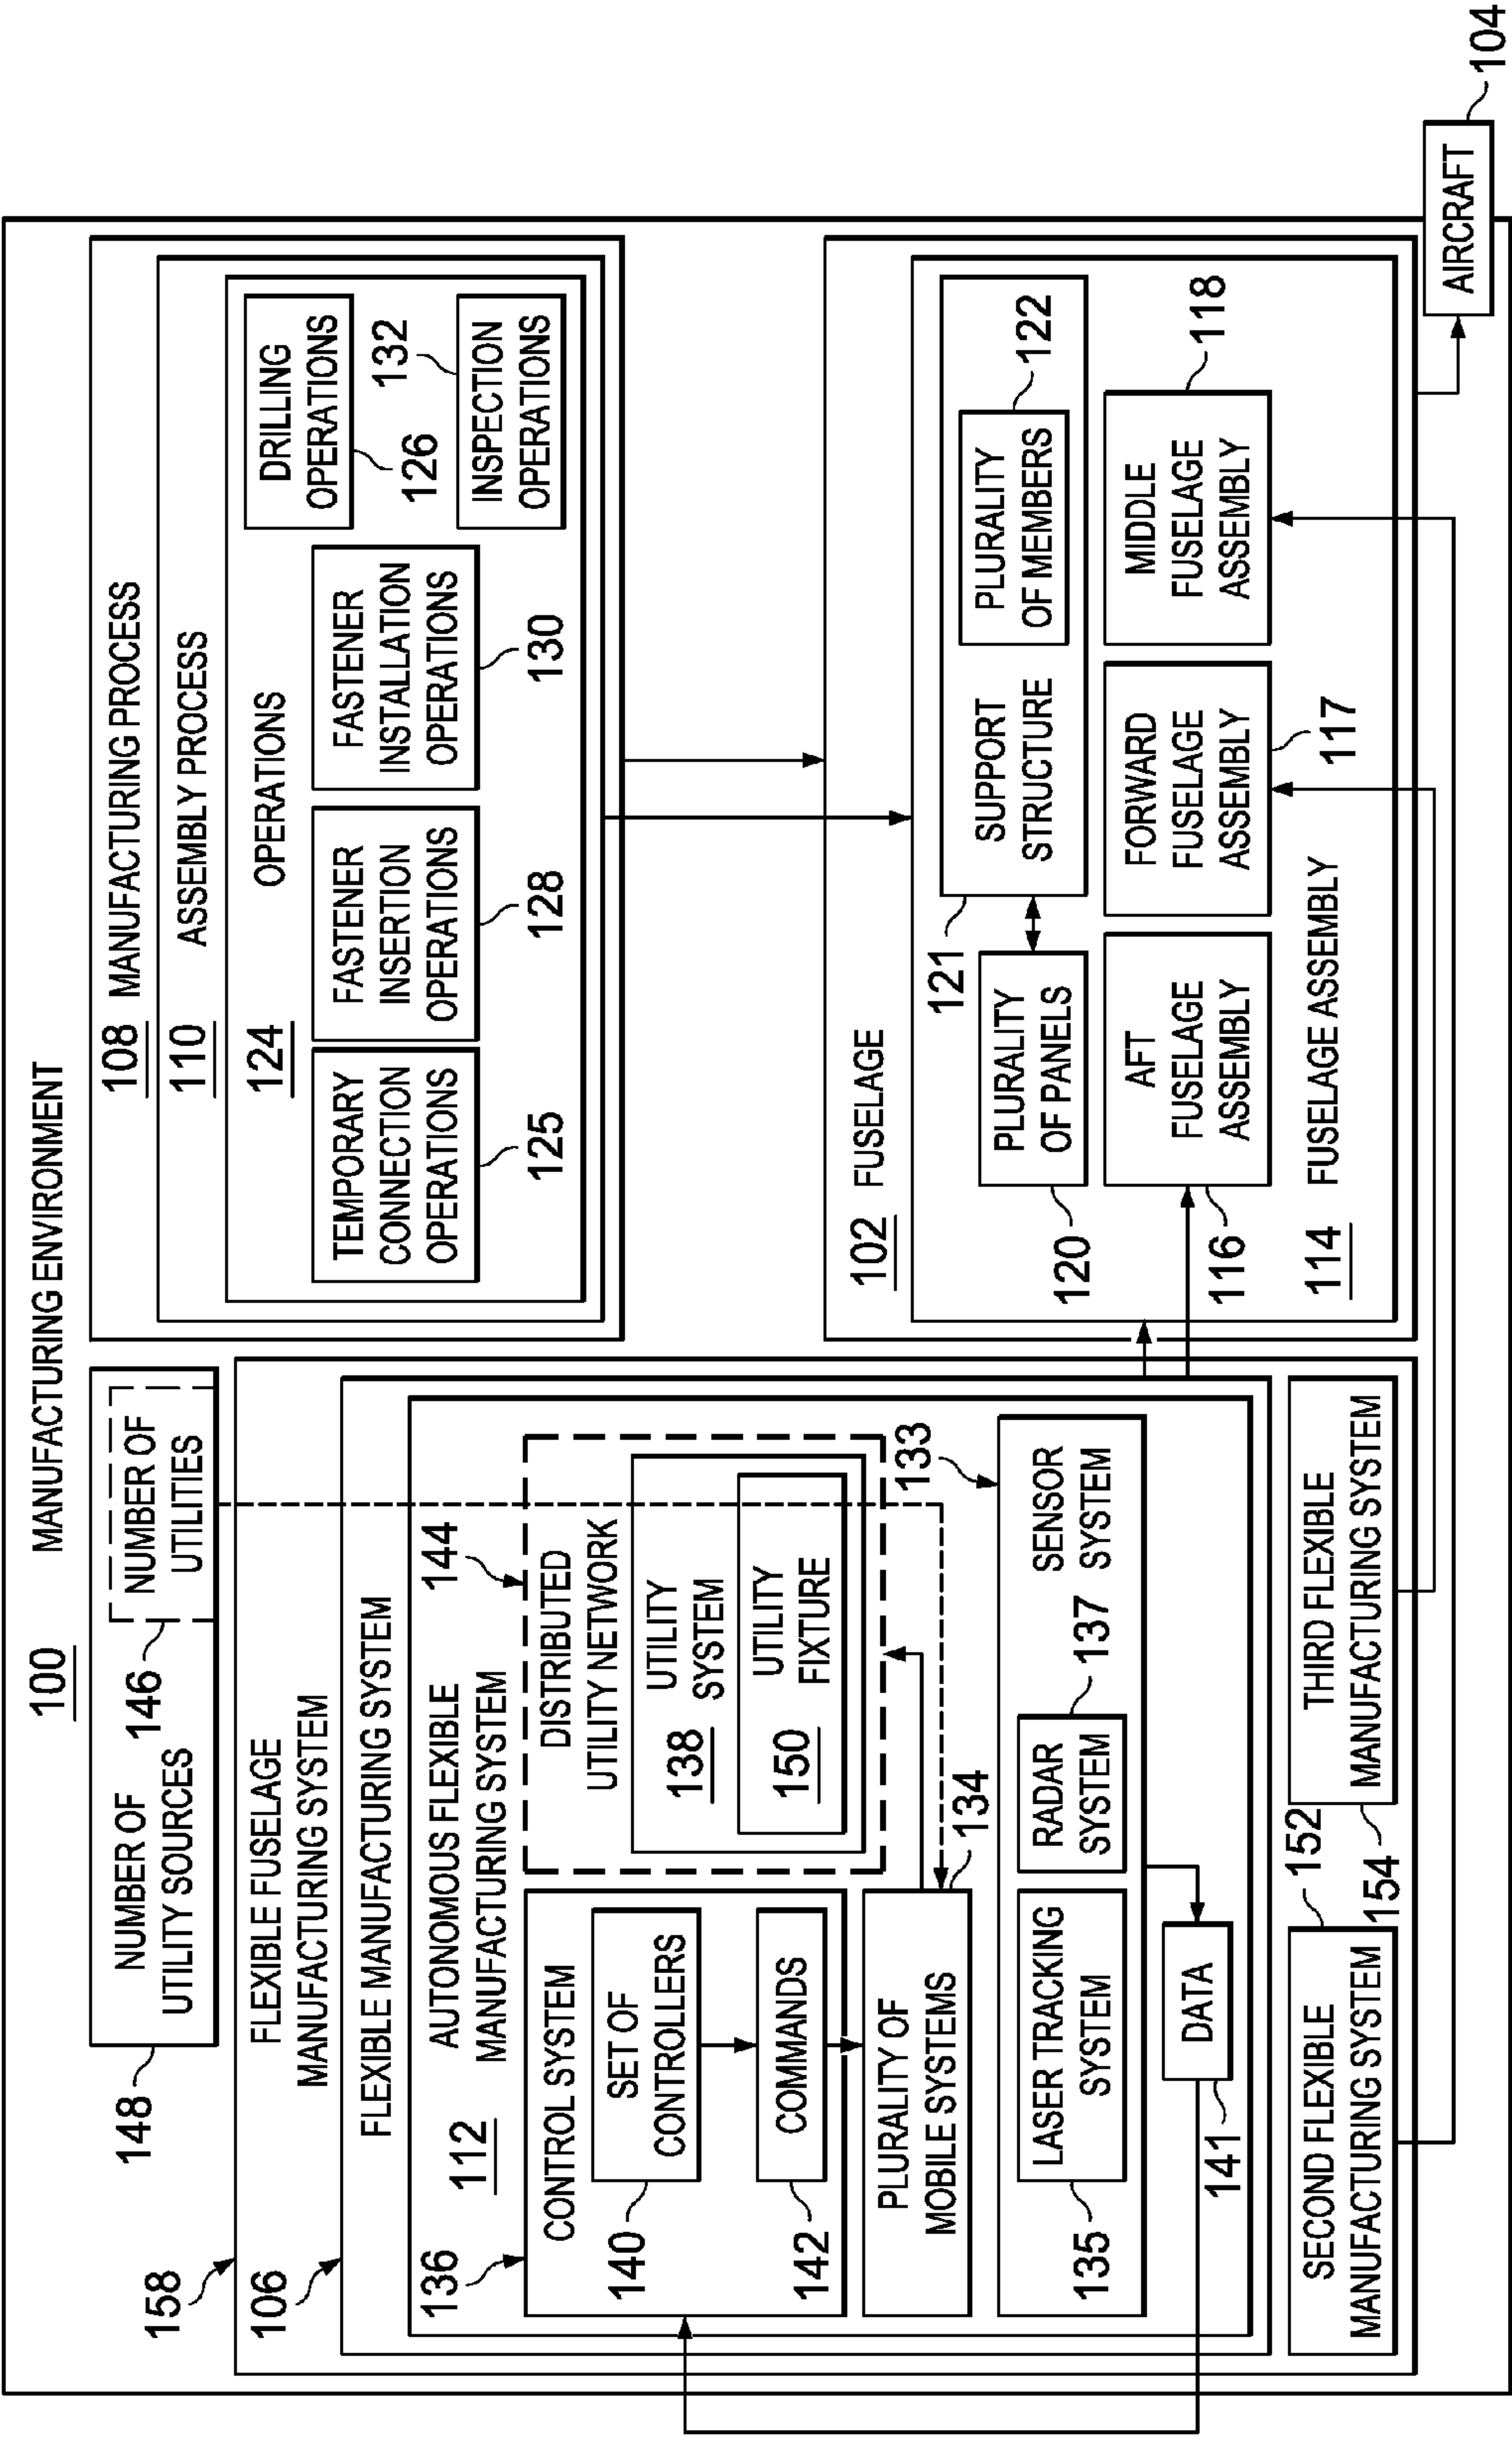 100 MANUFACTURING ENVIRONMENT
NUMBER OF
UTILITY SOURCES
148
NUMBER OF
UTILITIES
146
158
FLEXIBLE FUSELAGE
MANUFACTURING SYSTEM
106
FLEXIBLE MANUFACTURING SYSTEM
AUTONOMOUS FLEXIBLE
MANUFACTURING SYSTEM
112
136
CONTROL SYSTEM
SET OF
CONTROLLERS
140
COMMANDS
142
144
DISTRIBUTED
UTILITY NETWORK
UTILITY
SYSTEM
138
UTILITY
FIXTURE
150
PLURALITY OF
MOBILE SYSTEMS
134
133
SENSOR
SYSTEM
LASER TRACKING
SYSTEM
135
RADAR
SYSTEM
137
DATA
141
SECOND FLEXIBLE
MANUFACTURING SYSTEM
152
THIRD FLEXIBLE
MANUFACTURING SYSTEM
154
108 MANUFACTURING PROCESS
110 ASSEMBLY PROCESS
124 OPERATIONS
TEMPORARY
CONNECTION
OPERATIONS
125
FASTENER
INSERTION
OPERATIONS
128
FASTENER
INSTALLATION
OPERATIONS
130
DRILLING
OPERATIONS
126
132
INSPECTION
OPERATIONS
102 FUSELAGE
PLURALITY
OF PANELS
120
121
SUPPORT
STRUCTURE
PLURALITY
OF MEMBERS
122
AFT
FUSELAGE
ASSEMBLY
116
FORWARD
FUSELAGE
ASSEMBLY
117
MIDDLE
FUSELAGE
ASSEMBLY
118
114 FUSELAGE ASSEMBLY
AIRCRAFT
104